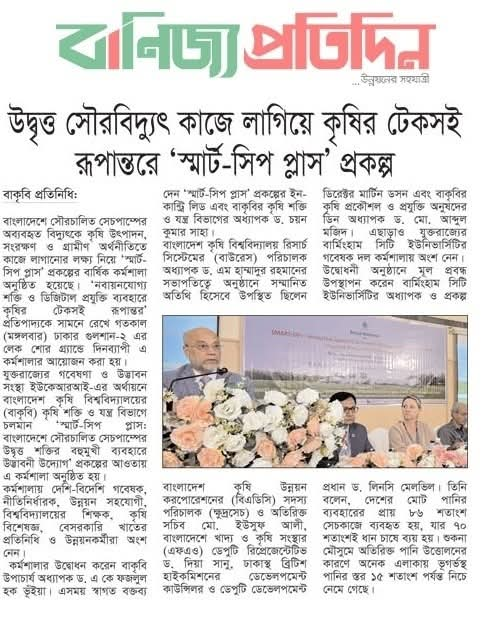 বানিজ্য প্রতিদিন
...উন্নয়নের সহযাত্রী
উদ্বৃত্ত সৌরবিদ্যুৎ কাজে লাগিয়ে কৃষির টেকসই
রূপান্তরে ‘স্মার্ট-সিপ প্লাস’ প্রকল্প
বাকৃবি প্রতিনিধি:
বাংলাদেশে সৌরচালিত সেচপাম্পের
অব্যবহৃত বিদ্যুৎকে কৃষি উৎপাদন,
সংরক্ষণ ও গ্রামীণ অর্থনীতিতে
কাজে লাগানোর লক্ষ্য নিয়ে ‘স্মার্ট-
সিপ প্লাস’ প্রকল্পের বার্ষিক কর্মশালা
অনুষ্ঠিত হয়েছে। ‘নবায়নযোগ্য
শক্তি ও ডিজিটাল প্রযুক্তি ব্যবহারে
কৃষির টেকসই রূপান্তর’
প্রতিপাদ্যকে সামনে রেখে গতকাল
(মঙ্গলবার) ঢাকার গুলশান-২ এর
লেক শোর গ্র্যান্ডে দিনব্যাপী এ
কর্মশালার আয়োজন করা হয়।
যুক্তরাজ্যের গবেষণা ও উদ্ভাবন
সংস্থা ইউকেআরআই-এর অর্থায়নে
বাংলাদেশ কৃষি বিশ্ববিদ্যালয়ের
(বাকৃবি) কৃষি শক্তি ও যন্ত্র বিভাগে
চলমান ‘স্মার্ট-সিপ প্লাস:
বাংলাদেশে সৌরচালিত সেচপাম্পের
উদ্বৃত্ত শক্তির বহুমুখী ব্যবহারে
উদ্ভাবনী উদ্যোগ’ প্রকল্পের আওতায়
এ কর্মশালা অনুষ্ঠিত হয়।
কর্মশালায় দেশি-বিদেশি গবেষক,
নীতিনির্ধারক, উন্নয়ন সহযোগী,
বিশ্ববিদ্যালয়ের শিক্ষক, কৃষি
বিশেষজ্ঞ, বেসরকারি খাতের
প্রতিনিধি ও উন্নয়নকর্মীরা অংশ
নেন।
কর্মশালার উদ্বোধন করেন বাকৃবি
উপাচার্য অধ্যাপক ড. এ কে ফজলুল
হক ভূঁইয়া। এসময় স্বাগত বক্তব্য
দেন ‘স্মার্ট-সিপ প্লাস’ প্রকল্পের ইন-
কান্ট্রি লিড এবং বাকৃবির কৃষি শক্তি
ও যন্ত্র বিভাগের অধ্যাপক ড. চয়ন
কুমার সাহা।
বাংলাদেশ কৃষি বিশ্ববিদ্যালয় রিসার্চ
সিস্টেমের (বাউরেস) পরিচালক
অধ্যাপক ড. এম হাম্মাদুর রহমানের
সভাপতিত্বে অনুষ্ঠানে সম্মানিত
অতিথি হিসেবে উপস্থিত ছিলেন
বাংলাদেশ কৃষি উন্নয়ন
করপোরেশনের (বিএডিসি) সদস্য
পরিচালক (ক্ষুদ্রসেচ) ও অতিরিক্ত
সচিব মো. ইউসুফ আলী,
বাংলাদেশে খাদ্য ও কৃষি সংস্থার
(এফএও) ডেপুটি রিপ্রেজেন্টেটিভ
ড. দিয়া সানু, ঢাকাস্থ ব্রিটিশ
হাইকমিশনের ডেভেলপমেন্ট
কাউন্সিলর ও ডেপুটি ডেভেলপমেন্ট
ডিরেক্টর মার্টিন ডসন এবং বাকৃবির
কৃষি প্রকৌশল ও প্রযুক্তি অনুষদের
ডিন অধ্যাপক ড. মো. আব্দুল
মজিদ। এছাড়াও যুক্তরাজ্যের
বার্মিংহাম সিটি ইউনিভার্সিটির
গবেষক দল কর্মশালায় অংশ নেন।
উদ্বোধনী অনুষ্ঠানে মূল প্রবন্ধ
উপস্থাপন করেন বার্মিংহাম সিটি
ইউনিভার্সিটির অধ্যাপক ও প্রকল্প
প্রধান ড. লিনসি মেলভিল। তিনি
বলেন, দেশের মোট পানির
ব্যবহারের প্রায় ৮৬ শতাংশ
সেচকাজে ব্যবহৃত হয়, যার ৭০
শতাংশই ধান চাষে ব্যয় হয়। শুকনা
মৌসুমে অতিরিক্ত পানি উত্তোলনের
কারণে অনেক এলাকায় ভূগর্ভস্থ
পানির স্তর ১৫ শতাংশ পর্যন্ত নিচে
নেমে গেছে।